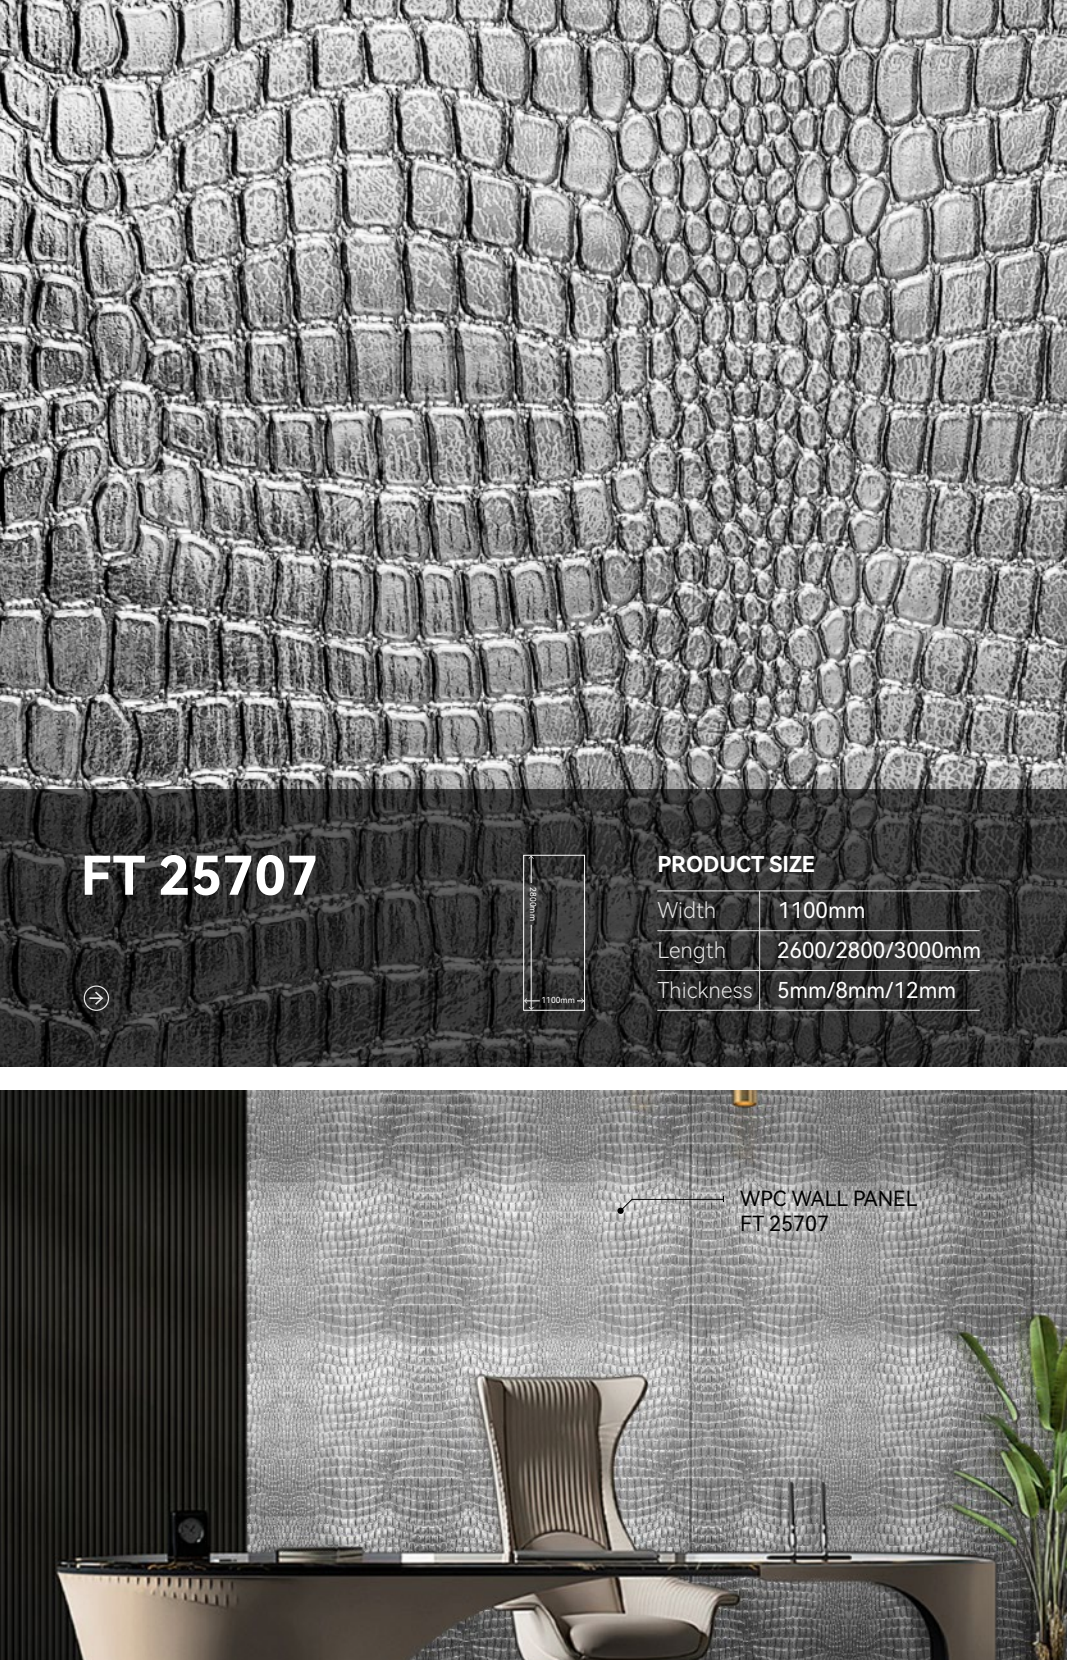 FT 25707
2800mm
1100mm
PRODUCT SIZE
Width 1100mm
Length 2600/2800/3000mm
Thickness 5mm/8mm/12mm
WPC WALL PANEL
FT 25707